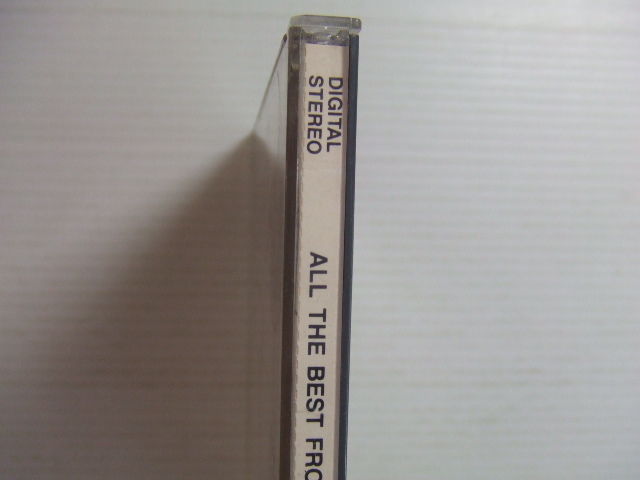 DIGITAL
STEREO
ALL THE BEST FRO